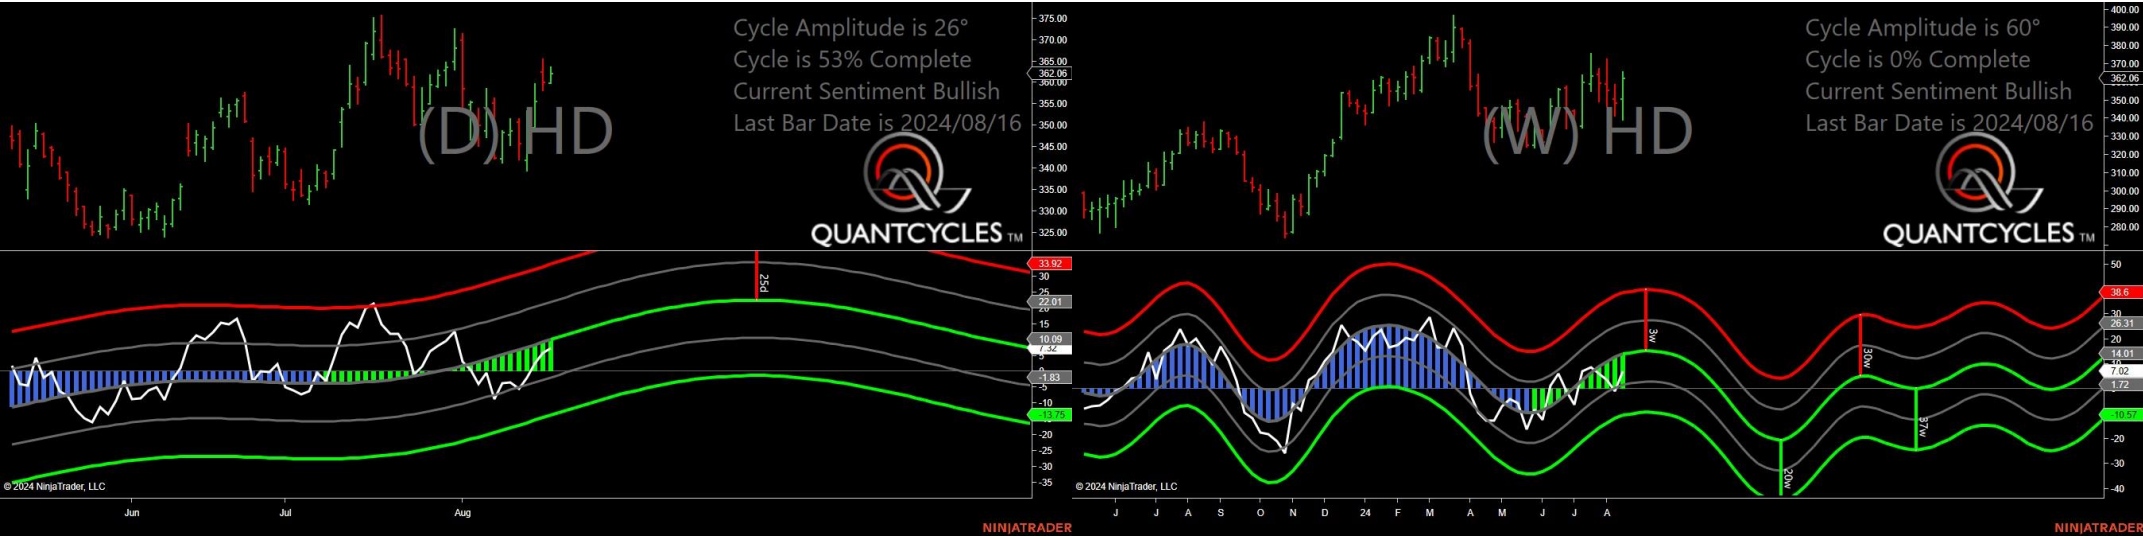 Cycle Amplitude is 26°
Cycle is 53% Complete
Current Sentiment Bullish
Last Bar Date is 2024/08/16
(D) HD
QUANTCYCLES TM
375.00
370.00
365.00
362.06
360.00
355.00
350.00
345.00
340.00
335.00
330.00
325.00
33.92
30
25
22.01
20
15
10.09
7.32
5
-1.83
-5
-10
-13.75
-20
-25
-30
-35
25d
© 2024 NinjaTrader, LLC
Jun
Jul
Aug
NINJATRADER
Cycle Amplitude is 60°
Cycle is 0% Complete
Current Sentiment Bullish
Last Bar Date is 2024/08/16
(W) HD
QUANTCYCLES TM
400.00
390.00
380.00
370.00
362.06
350.00
340.00
330.00
320.00
310.00
300.00
290.00
280.00
50
38.6
30
26.31
20
14.01
10
7.02
1.72
-10.57
-20
-30
-40
3w
30w
20w
37w
© 2024 NinjaTrader, LLC
J J A S O N D 24 F M A M J J A
NINJATRADER